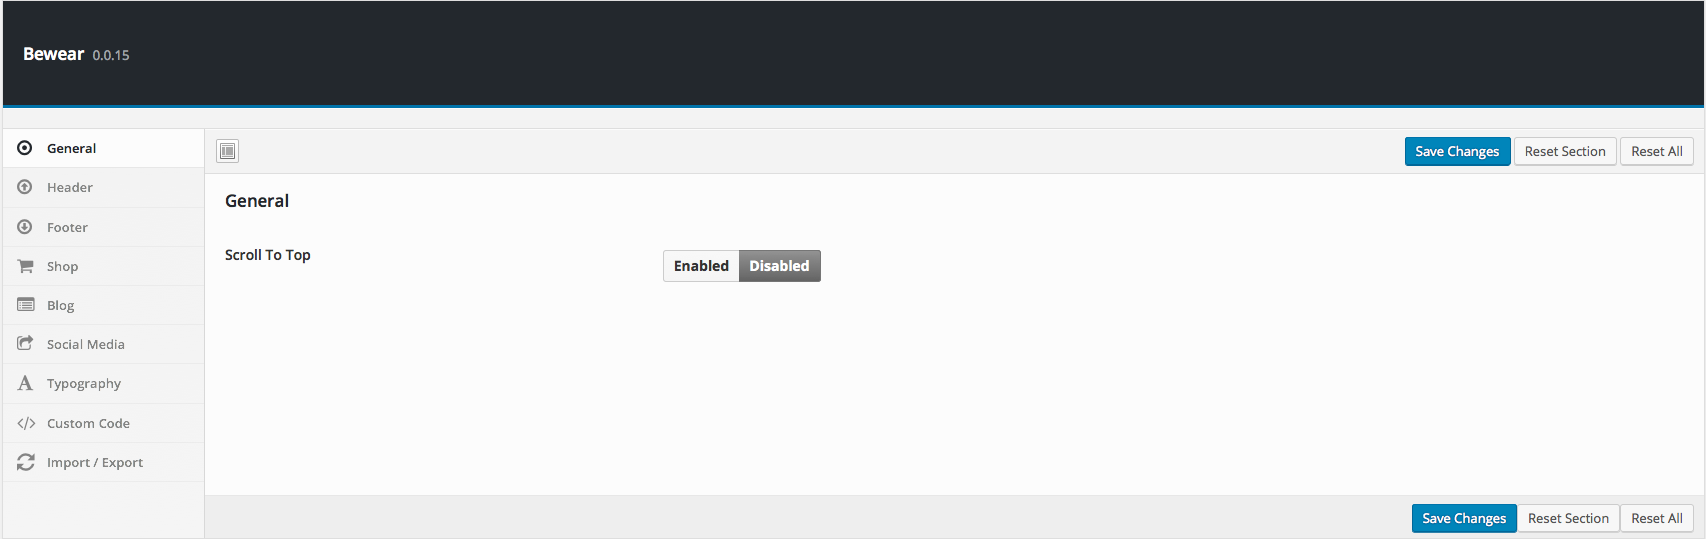 Bewear 0.0.15
General
Header
Footer
Shop
Blog
Social Media
Typography
Custom Code
Import / Export
Save Changes Reset Section Reset All
General
Scroll To Top Enabled Disabled
Save Changes Reset Section Reset All